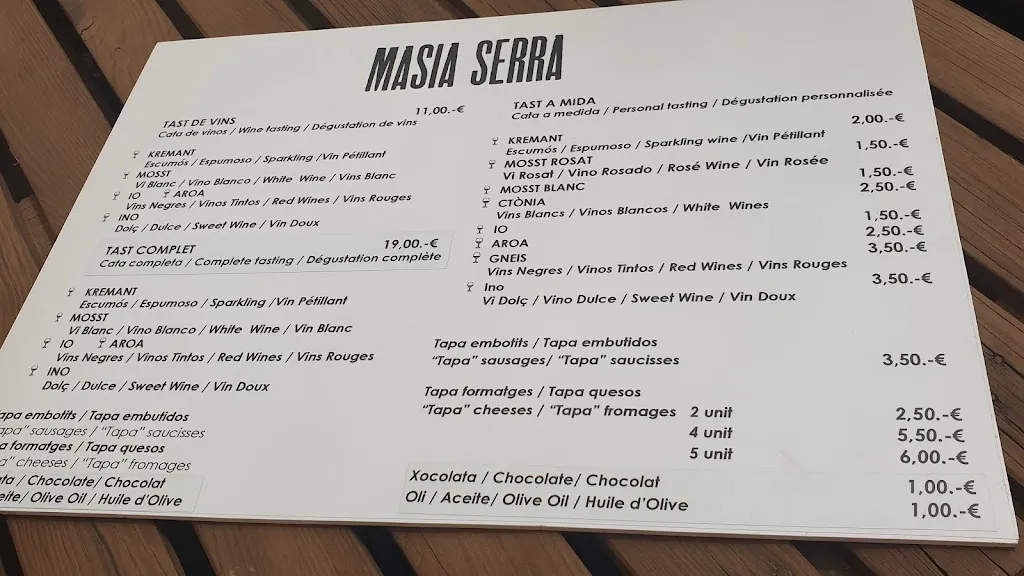 MASIA SERRA
TAST DE VINS 11,00.-€
Cata de vinos / Wine tasting / Dégustation de vins
KREMANT
Escumós / Espumoso / Sparkling /Vin Pétillant
MOSST
Vi Blanc / Vino Blanco / White Wine / Vins Blanc
IO AROA
Vins Negres / Vinos Tintos / Red Wines / Vins Rouges
INO
Dolç / Dulce / Sweet Wine / Vin Doux
TAST COMPLET 19,00.-€
Cata completa / Complete tasting / Dégustation complète
KREMANT
Escumós / Espumoso / Sparkling /Vin Pétillant
MOSST
Vi Blanc / Vino Blanco / White Wine / Vin Blanc
IO AROA
Vins Negres / Vinos Tintos / Red Wines / Vins Rouges
INO
Dolç / Dulce / Sweet Wine / Vin Doux
apa embotits / Tapa embutidos
apa" sausages / "Tapa" saucisses
a formatges / Tapa quesos
a" cheeses / "Tapa" fromages
ata / Chocolate/ Chocolat
eite/ Olive Oil / Huile d'Olive
TAST A MIDA
Cata a medida / Personal tasting / Dégustation personnalisée
KREMANT 2,00.-€
Escumós / Espumoso / Sparkling wine /Vin Pétillant
MOSST ROSAT 1,50.-€
Vi Rosat / Vino Rosado / Rosé Wine / Vin Rosée
MOSST BLANC 1,50.-€
CTÒNIA 2,50.-€
Vins Blancs / Vinos Blancos / White Wines
IO 1,50.-€
AROA 2,50.-€
GNEIS 3,50.-€
Vins Negres / Vinos Tintos / Red Wines / Vins Rouges
Ino 3,50.-€
Vi Dolç / Vino Dulce / Sweet Wine / Vin Doux
Tapa embotits / Tapa embutidos
"Tapa" sausages/ "Tapa" saucisses 3,50.-€
Tapa formatges / Tapa quesos
"Tapa" cheeses / "Tapa" fromages 2 unit 2,50.-€
4 unit 5,50.-€
5 unit 6,00.-€
Xocolata / Chocolate/ Chocolat 1,00.-€
Oli / Aceite/ Olive Oil / Huile d'Olive 1,00.-€